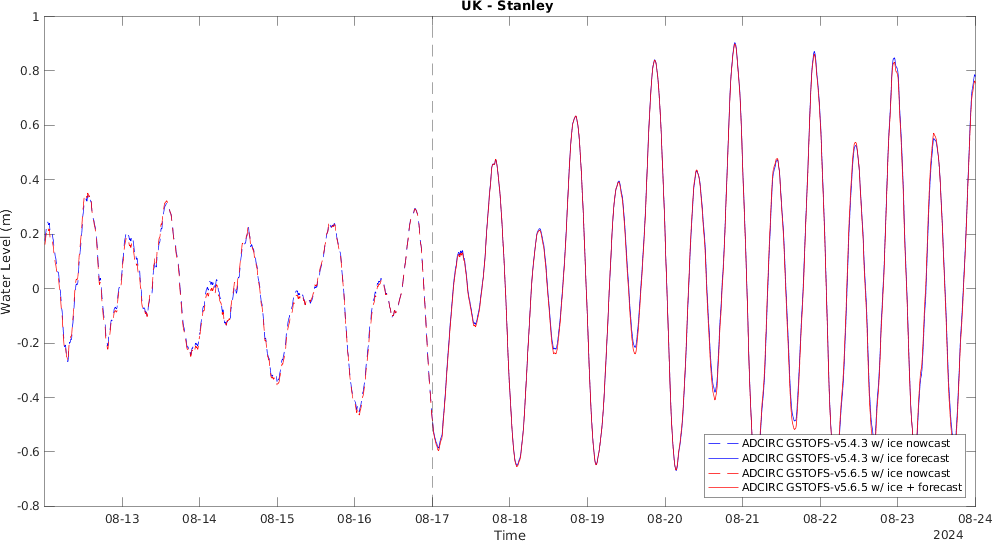 UK - Stanley
1
0.8
0.6
0.4
0.2
0
-0.2
-0.4
-0.6
-0.8
Water Level (m)
ADCIRC GSTOFS-v5.4.3 w/ ice nowcast
ADCIRC GSTOFS-v5.4.3 w/ ice forecast
ADCIRC GSTOFS-v5.6.5 w/ ice nowcast
ADCIRC GSTOFS-v5.6.5 w/ ice + forecast
08-13 08-14 08-15 08-16 08-17 08-18 08-19 08-20 08-21 08-22 08-23 08-24
Time
2024